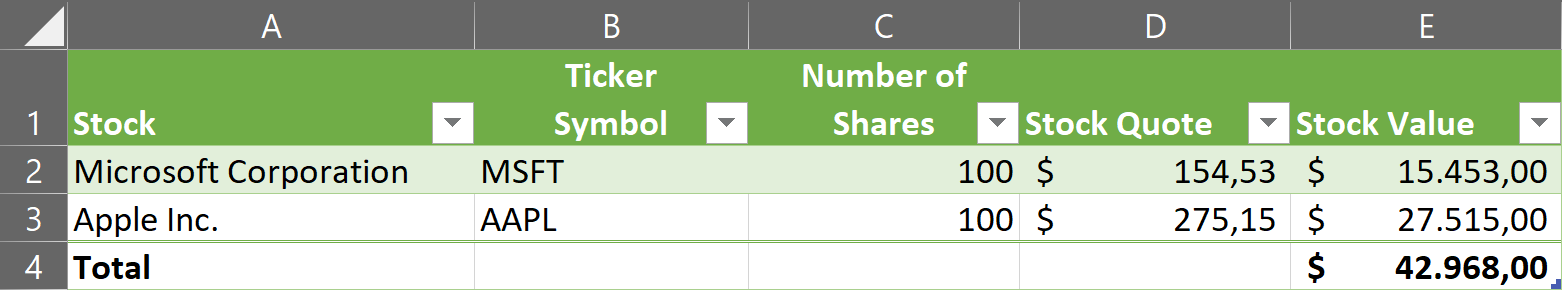 A B C D E
1 Stock Ticker Symbol Number of Shares Stock Quote Stock Value
2 Microsoft Corporation MSFT 100 $ 154,53 $ 15.453,00
3 Apple Inc. AAPL 100 $ 275,15 $ 27.515,00
4 Total $ 42.968,00